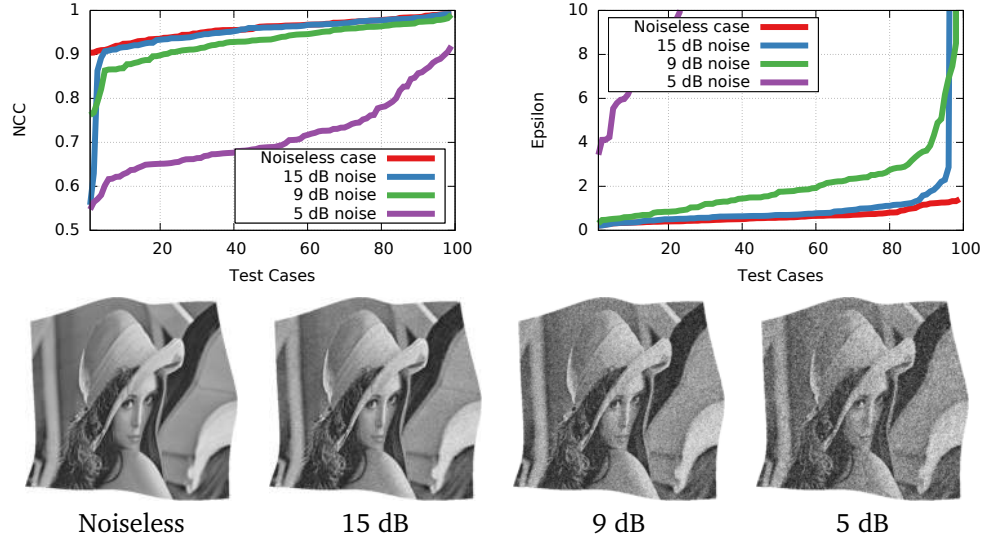 1
0.9
0.8
0.7
0.6
0.5
NCC
Noiseless case
15 dB noise
9 dB noise
5 dB noise
20 40 60 80 100
Test Cases
10
8
6
4
2
0
Epsilon
Noiseless case
15 dB noise
9 dB noise
5 dB noise
20 40 60 80 100
Test Cases
Noiseless 15 dB 9 dB 5 dB